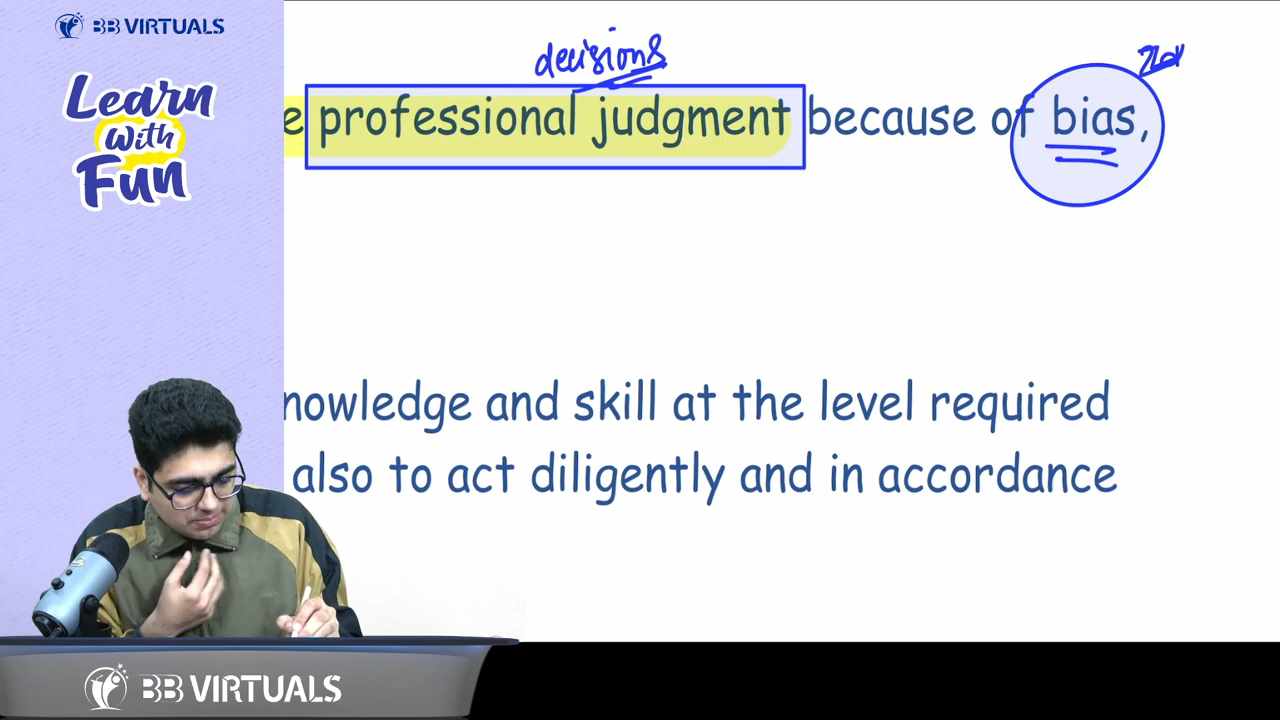 BB VIRTUALS
Learn
With
Fun
decisions
e professional judgment because of bias,
nowledge and skill at the level required
also to act diligently and in accordance
BB VIRTUALS